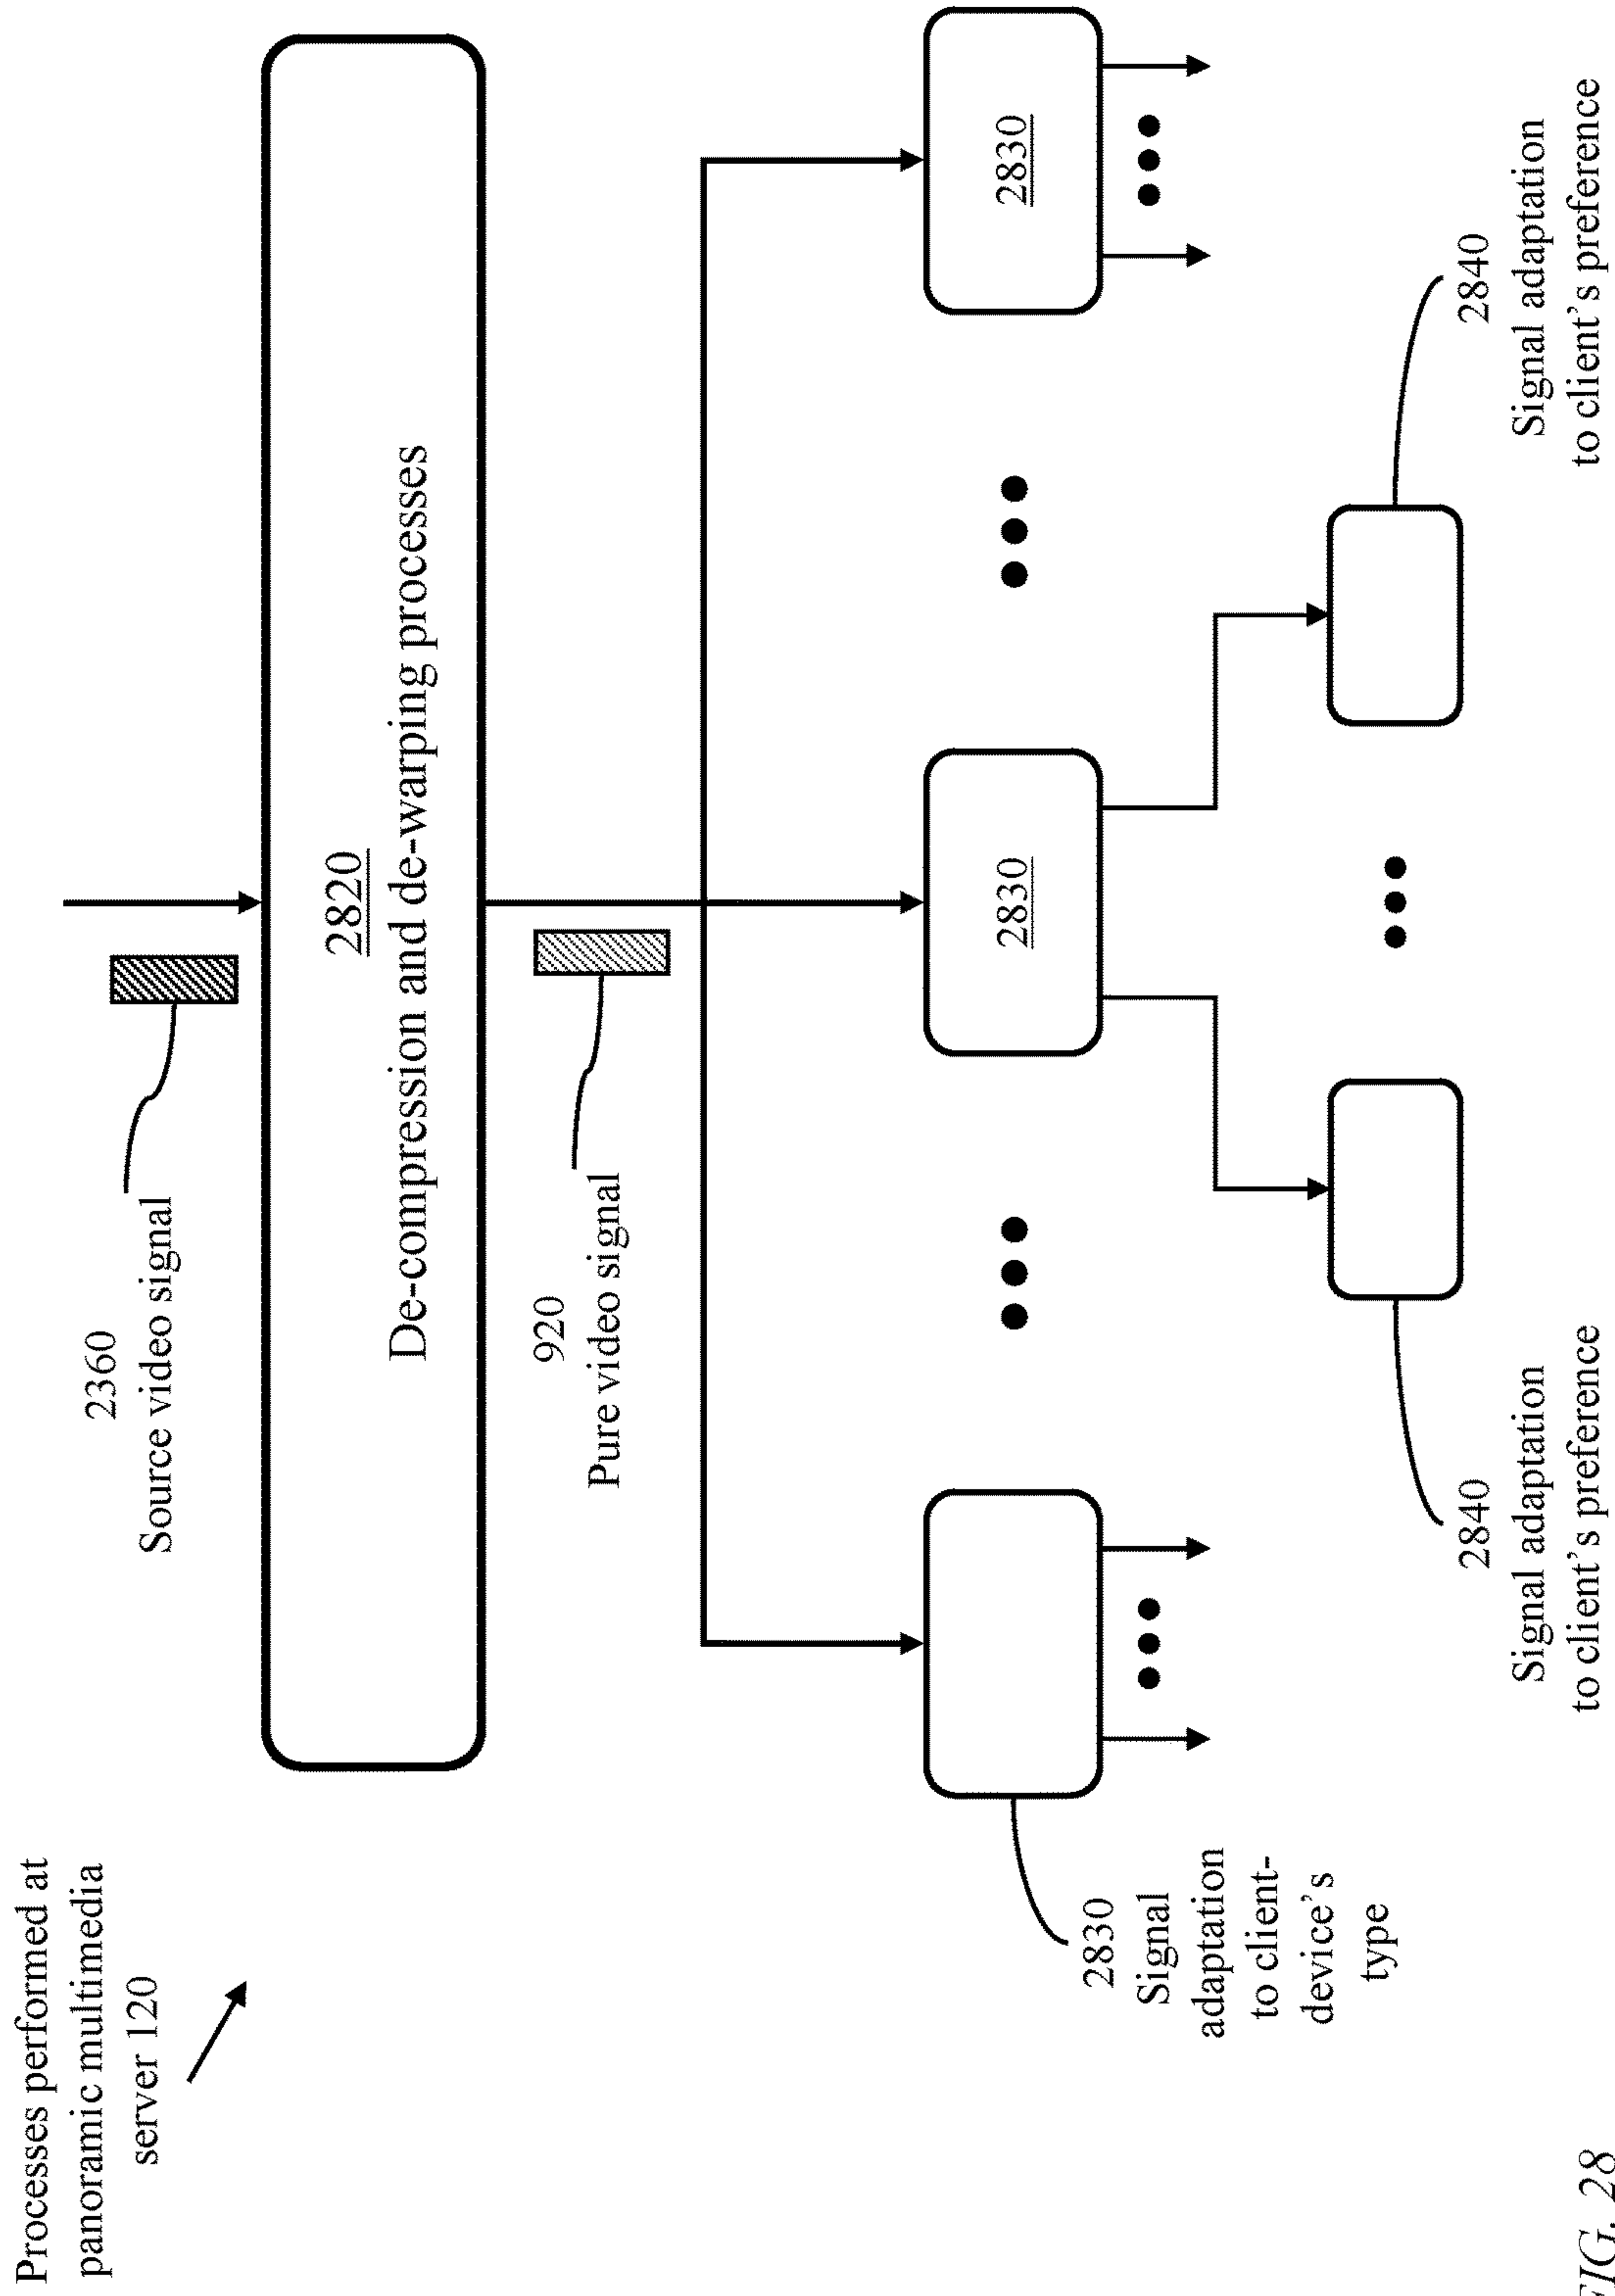 Processes performed at
panoramic multimedia
server 120
2360
Source video signal
2820
De-compression and de-warping processes
920
Pure video signal
2830
Signal
adaptation
to client-
device's
type
2830
2830
2840
Signal adaptation
to client's preference
2840
Signal adaptation
to client's preference
FIG. 28